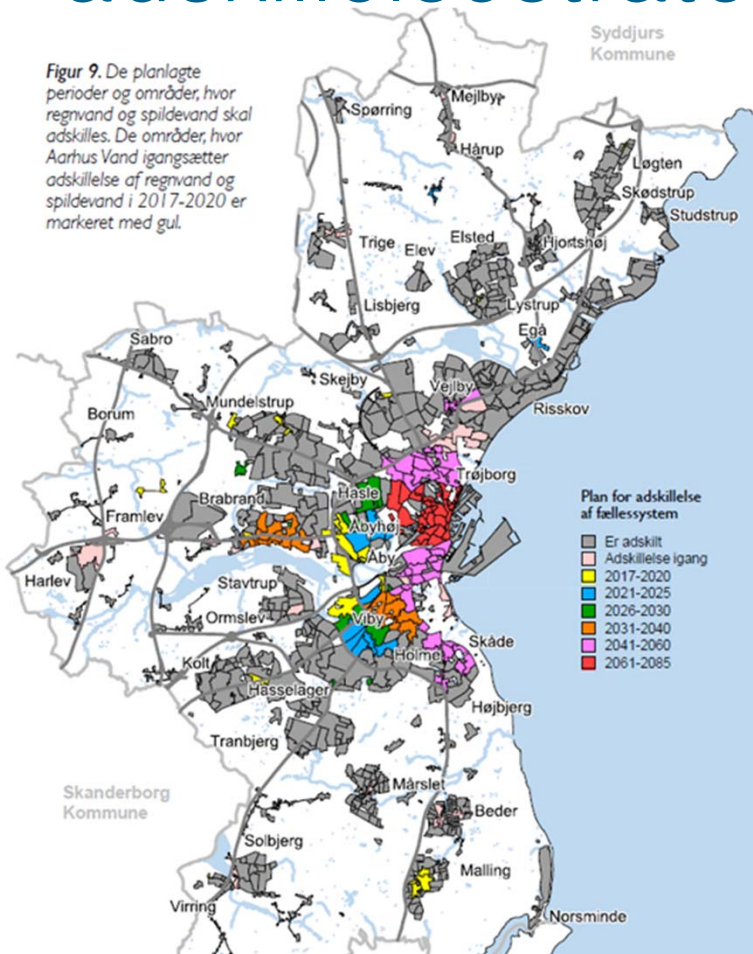 Syddjurs
Kommune
Figur 9. De planlagte
perioder og områder, hvor
regnvand og spildevand skal
adskilles. De områder, hvor
Aarhus Vand igangsætter
adskillelse af regnvand og
spildevand i 2017-2020 er
markeret med gul.
Mejlby
Spørring
Hårup
Løgten
Skødstrup
Studstrup
Trige
Elev
Elsted
Hjortshøj
Lisbjerg
Lystrup
Egå
Sabro
Skejby
Vejlby
Mundelstrup
Risskov
Borum
Trøjborg
Hasle
Brabrand
Framlev
Åbyhøj
Åby
Harlev
Stavtrup
Ormslev
Viby
Skåde
Kolt
Holme
Hasselager
Højbjerg
Tranbjerg
Plan for adskillelse
af fællessystem
Er adskilt
Adskillelse igang
2017-2020
2021-2025
2026-2030
2031-2040
2041-2060
2061-2085
Skanderborg
Kommune
Mårslet
Beder
Solbjerg
Malling
Virring
Norsminde